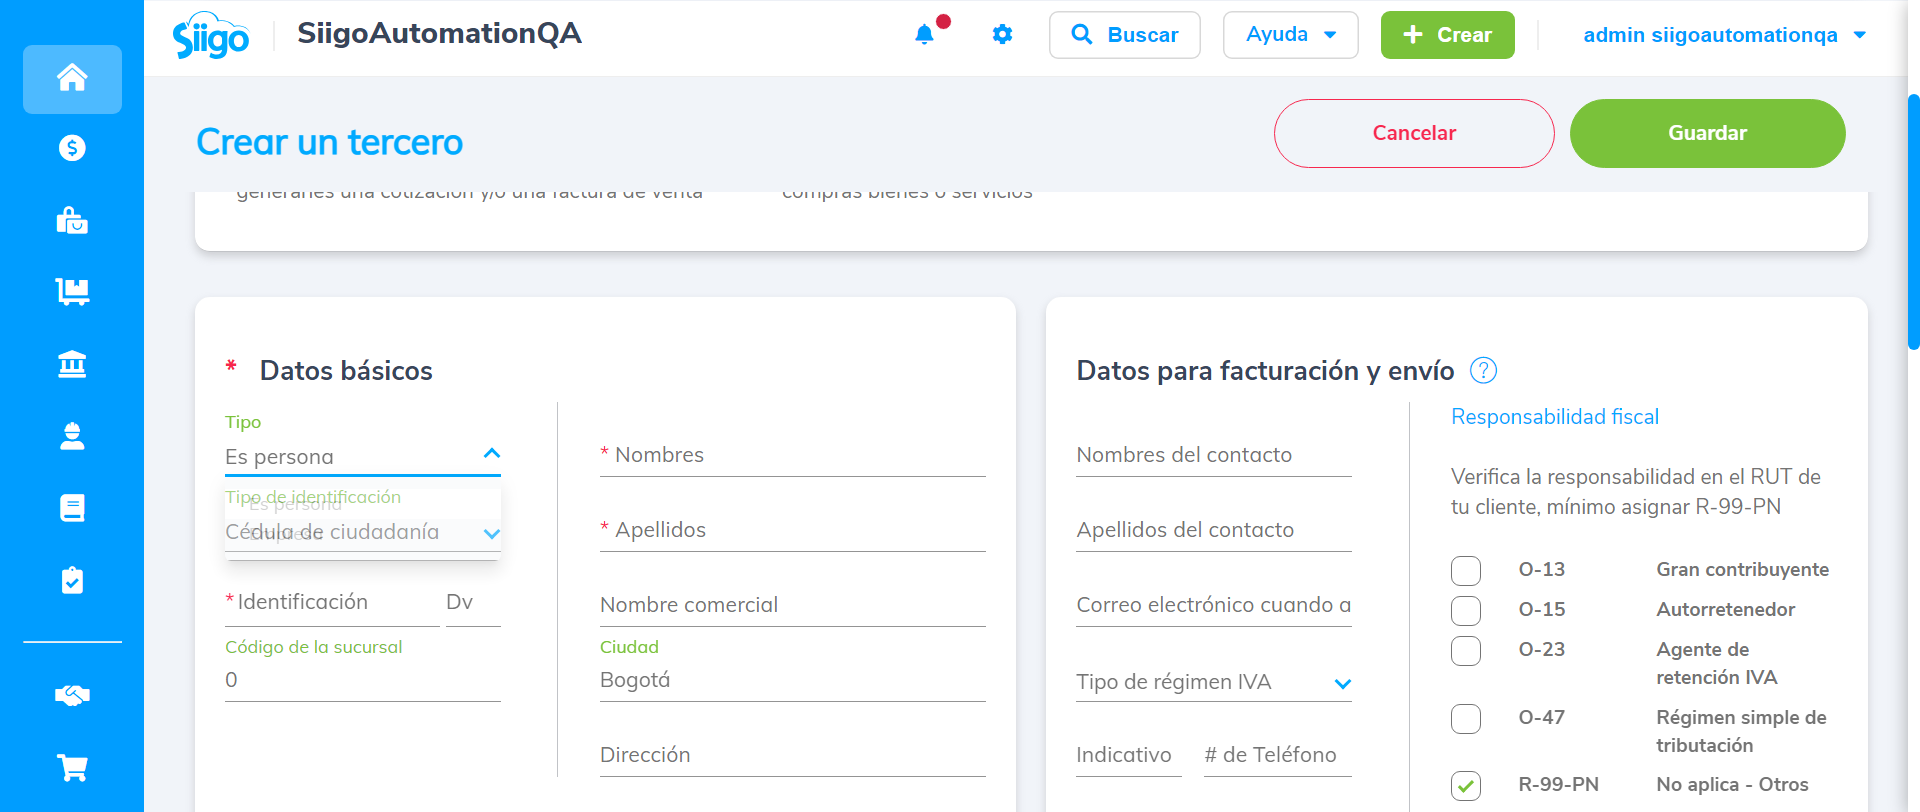 Siigo
SiigoAutomationQA
Buscar
Ayuda
Crear
admin siigoautomationqa
Crear un tercero
Cancelar
Guardar
generarles una cotización y/o una factura de venta
compras bienes o servicios
* Datos básicos
Tipo
Es persona
Tipo de identificación
Es persona
Cédula de ciudadanía
Empresa
* Identificación
Dv
Código de la sucursal
0
* Nombres
* Apellidos
Nombre comercial
Ciudad
Bogotá
Dirección
Datos para facturación y envío ?
Nombres del contacto
Apellidos del contacto
Correo electrónico cuando a
Tipo de régimen IVA
Indicativo
# de Teléfono
Responsabilidad fiscal
Verifica la responsabilidad en el RUT de
tu cliente, mínimo asignar R-99-PN
O-13 Gran contribuyente
O-15 Autorretenedor
O-23 Agente de
retención IVA
O-47 Régimen simple de
tributación
R-99-PN No aplica - Otros